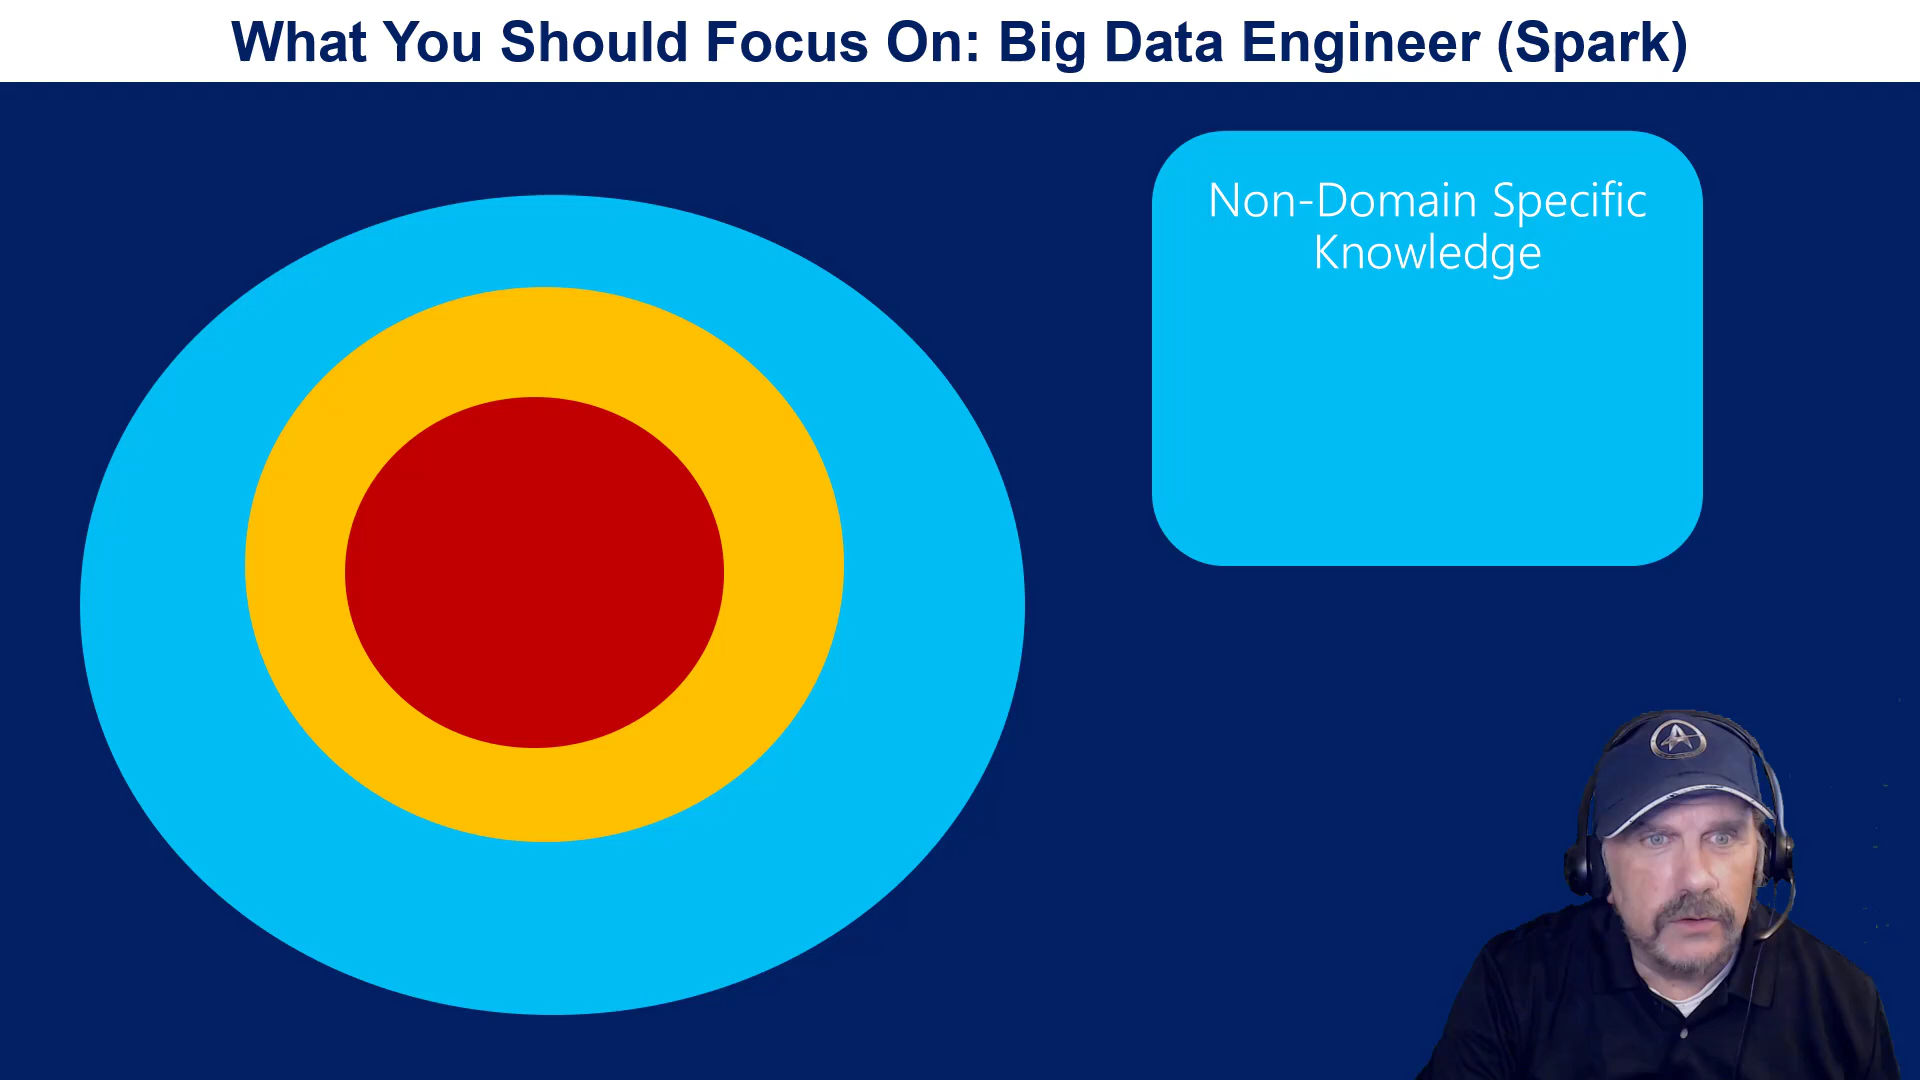 What You Should Focus On: Big Data Engineer (Spark)
Non-Domain Specific
Knowledge